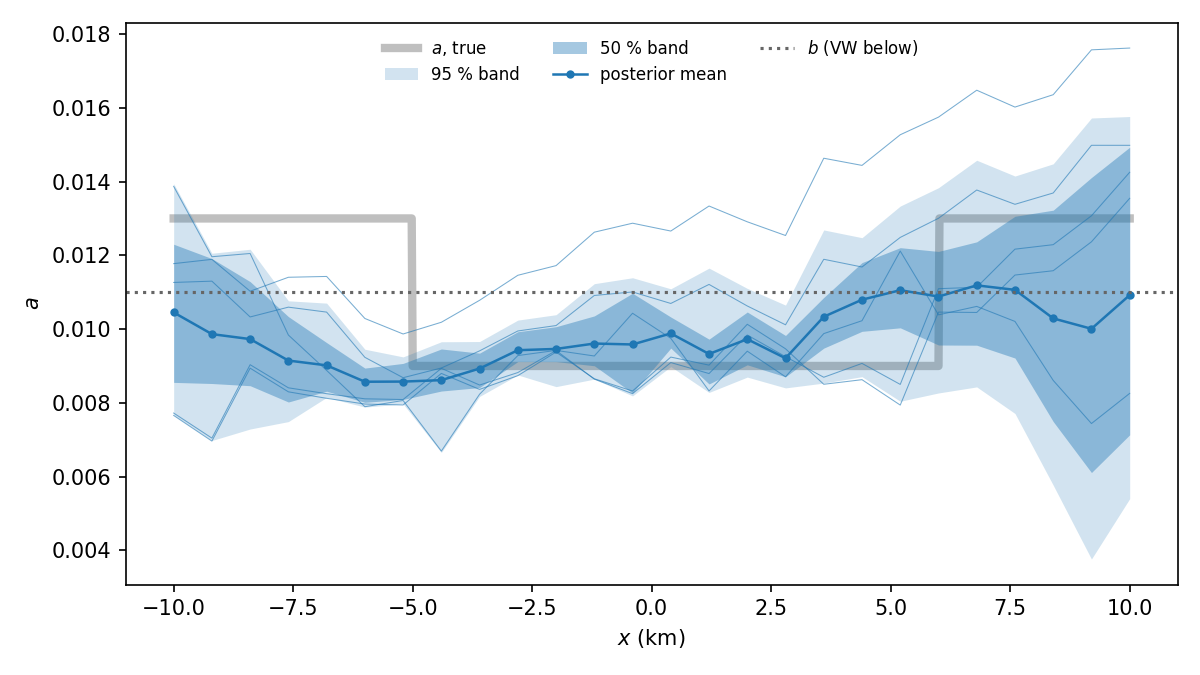 0.018
0.016
0.014
0.012
0.010
0.008
0.006
0.004
a
a, true
95 % band
50 % band
posterior mean
b (VW below)
−10.0 −7.5 −5.0 −2.5 0.0 2.5 5.0 7.5 10.0
x (km)